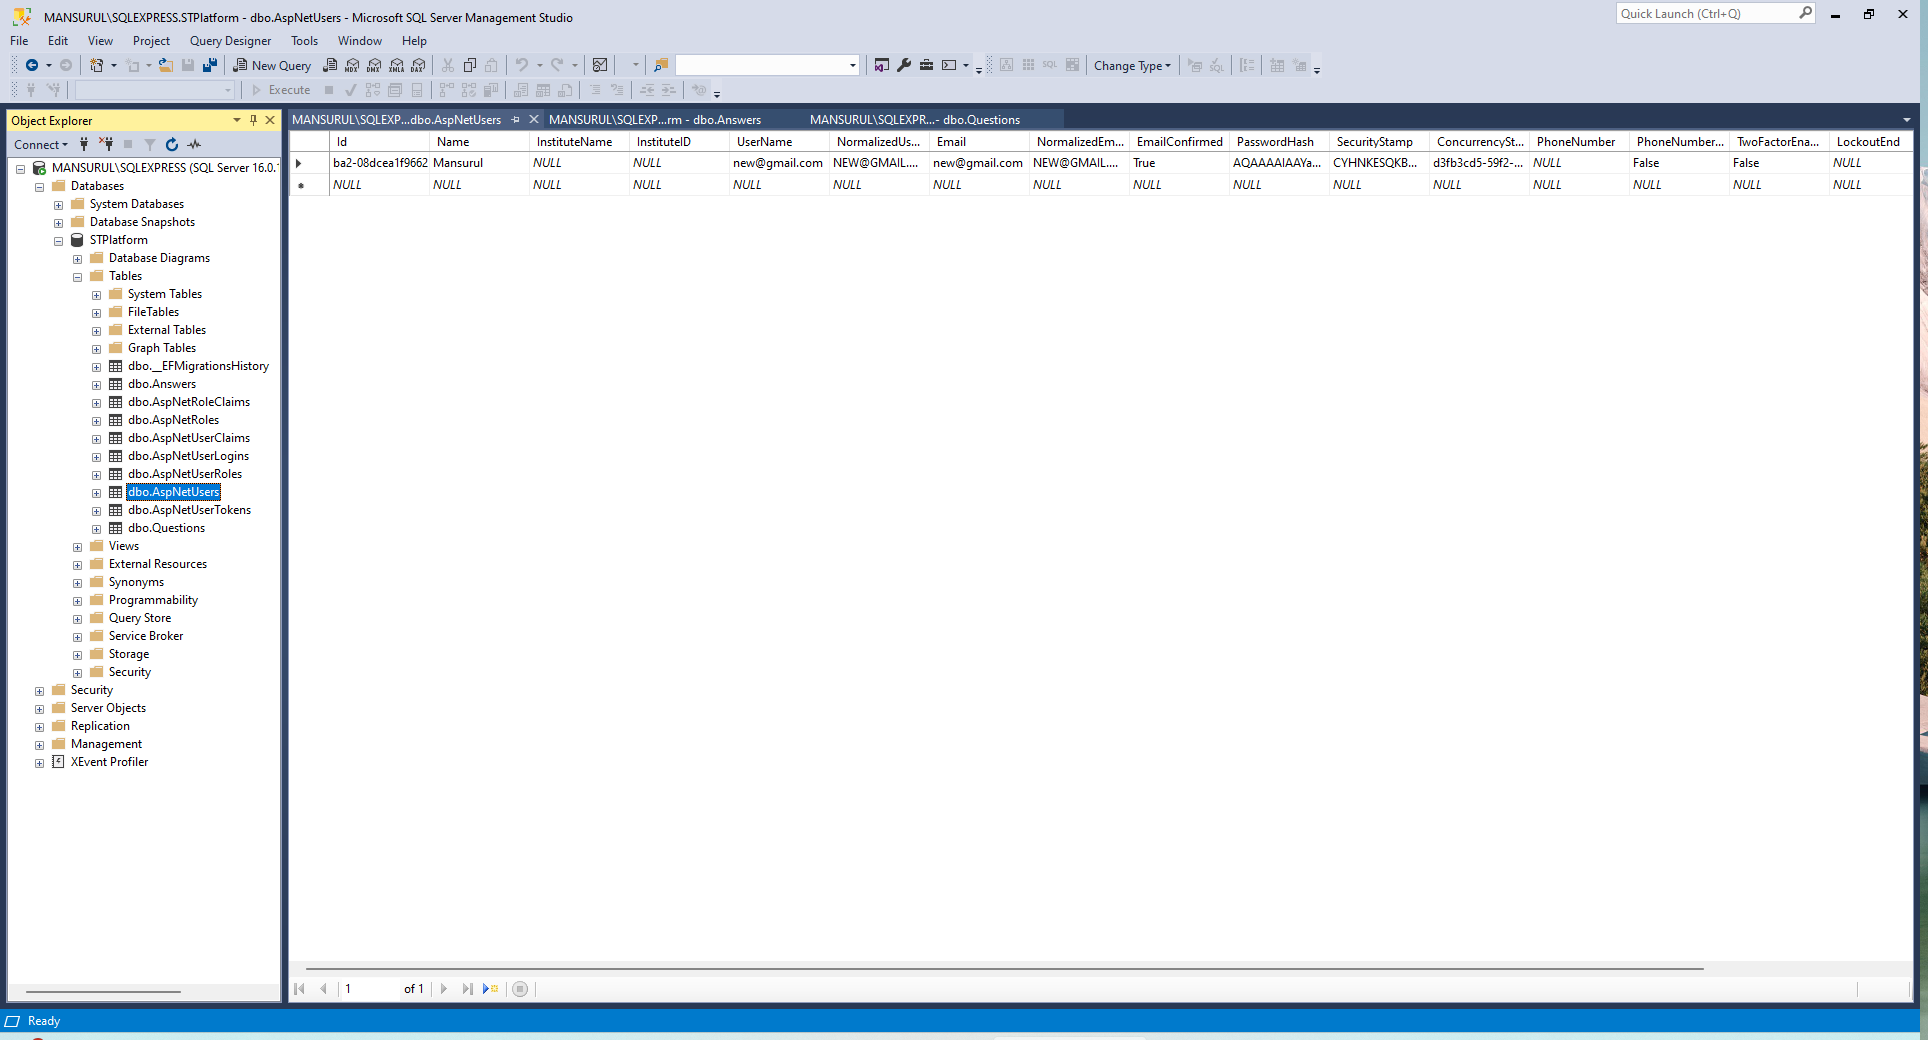 MANSURUL\SQLEXPRESS.STPlatform - dbo.AspNetUsers - Microsoft SQL Server Management Studio
Quick Launch (Ctrl+Q)
File Edit View Project Query Designer Tools Window Help
New Query MDX DMX XMLA DAX SQL Change Type
Execute
Object Explorer
Connect
MANSURUL\SQLEXPRESS (SQL Server 16.0.
Databases
System Databases
Database Snapshots
STPlatform
Database Diagrams
Tables
System Tables
FileTables
External Tables
Graph Tables
dbo.__EFMigrationsHistory
dbo.Answers
dbo.AspNetRoleClaims
dbo.AspNetRoles
dbo.AspNetUserClaims
dbo.AspNetUserLogins
dbo.AspNetUserRoles
dbo.AspNetUsers
dbo.AspNetUserTokens
dbo.Questions
Views
External Resources
Synonyms
Programmability
Query Store
Service Broker
Storage
Security
Security
Server Objects
Replication
Management
XEvent Profiler
MANSURUL\SQLEXP...dbo.AspNetUsers MANSURUL\SQLEXP...rm - dbo.Answers MANSURUL\SQLEXPR...- dbo.Questions
Id Name InstituteName InstituteID UserName NormalizedUs... Email NormalizedEm... EmailConfirmed PasswordHash SecurityStamp ConcurrencySt... PhoneNumber PhoneNumber... TwoFactorEna... LockoutEnd
ba2-08dcea1f9662 Mansurul NULL NULL new@gmail.com NEW@GMAIL.... new@gmail.com NEW@GMAIL.... True AQAAAAIAAYa... CYHNKESQKB... d3fb3cd5-59f2-... NULL False False NULL
NULL NULL NULL NULL NULL NULL NULL NULL NULL NULL NULL NULL NULL NULL NULL NULL
1 of 1
Ready